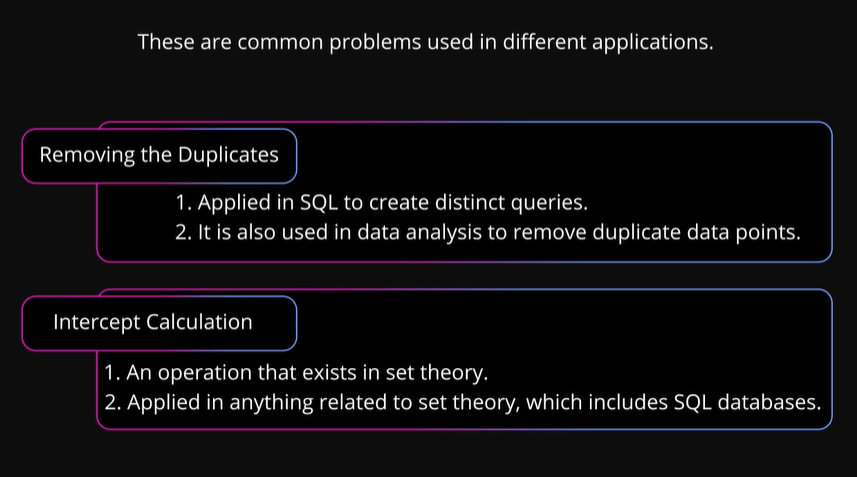 These are common problems used in different applications.
Removing the Duplicates
1. Applied in SQL to create distinct queries.
2. It is also used in data analysis to remove duplicate data points.
Intercept Calculation
1. An operation that exists in set theory.
2. Applied in anything related to set theory, which includes SQL databases.